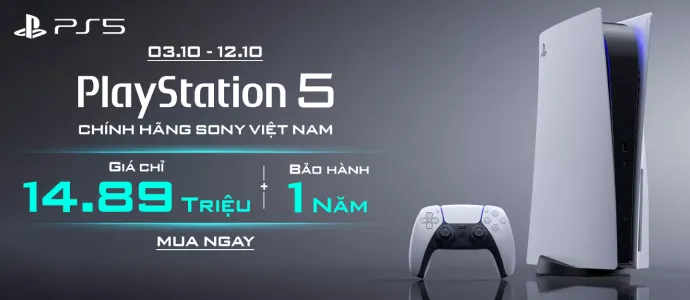 PS5
03.10 - 12.10
PlayStation 5
CHÍNH HÃNG SONY VIỆT NAM
GIÁ CHỈ
14.89 TRIỆU
+
BẢO HÀNH
1 NĂM
MUA NGAY